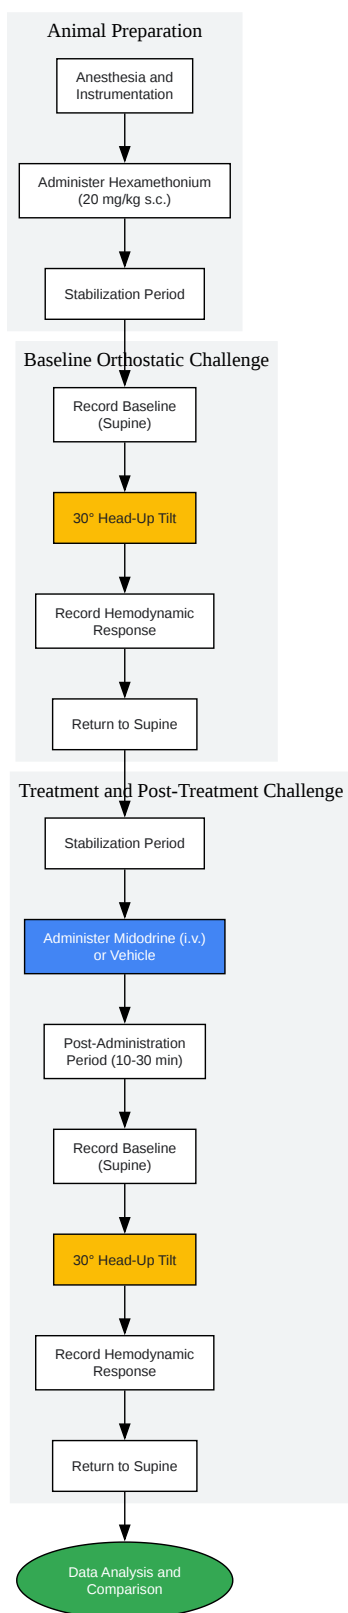 Animal Preparation
Anesthesia and
Instrumentation
Administer Hexamethonium
(20 mg/kg s.c.)
Stabilization Period
Baseline Orthostatic Challenge
Record Baseline
(Supine)
30° Head-Up Tilt
Record Hemodynamic
Response
Return to Supine
Treatment and Post-Treatment Challenge
Stabilization Period
Administer Midodrine (i.v.)
or Vehicle
Post-Administration
Period (10-30 min)
Record Baseline
(Supine)
30° Head-Up Tilt
Record Hemodynamic
Response
Return to Supine
Data Analysis and
Comparison